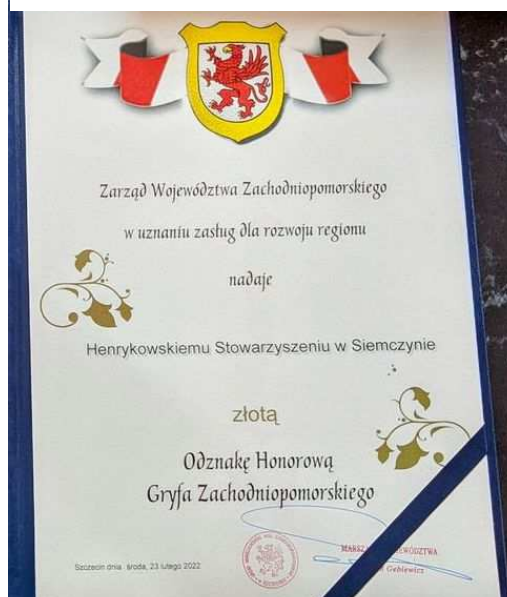 Zarząd Województwa Zachodniopomorskiego
w uznaniu zasług dla rozwoju regionu
nadaje
Henrykowskiemu Stowarzyszeniu w Siemczynie
złotą
Odznakę Honorową
Gryfa Zachodniopomorskiego
Szczecin dnia środa, 23 lutego 2022